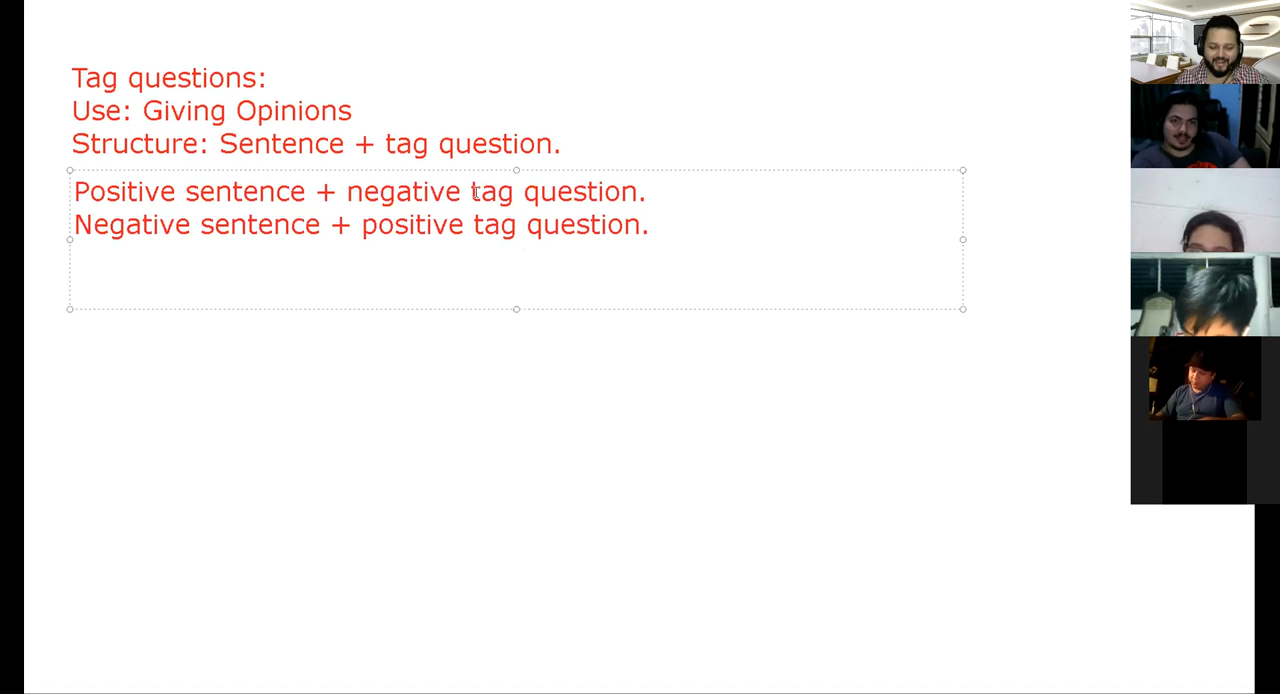 Tag questions:
Use: Giving Opinions
Structure: Sentence + tag question.
Positive sentence + negative tag question.
Negative sentence + positive tag question.